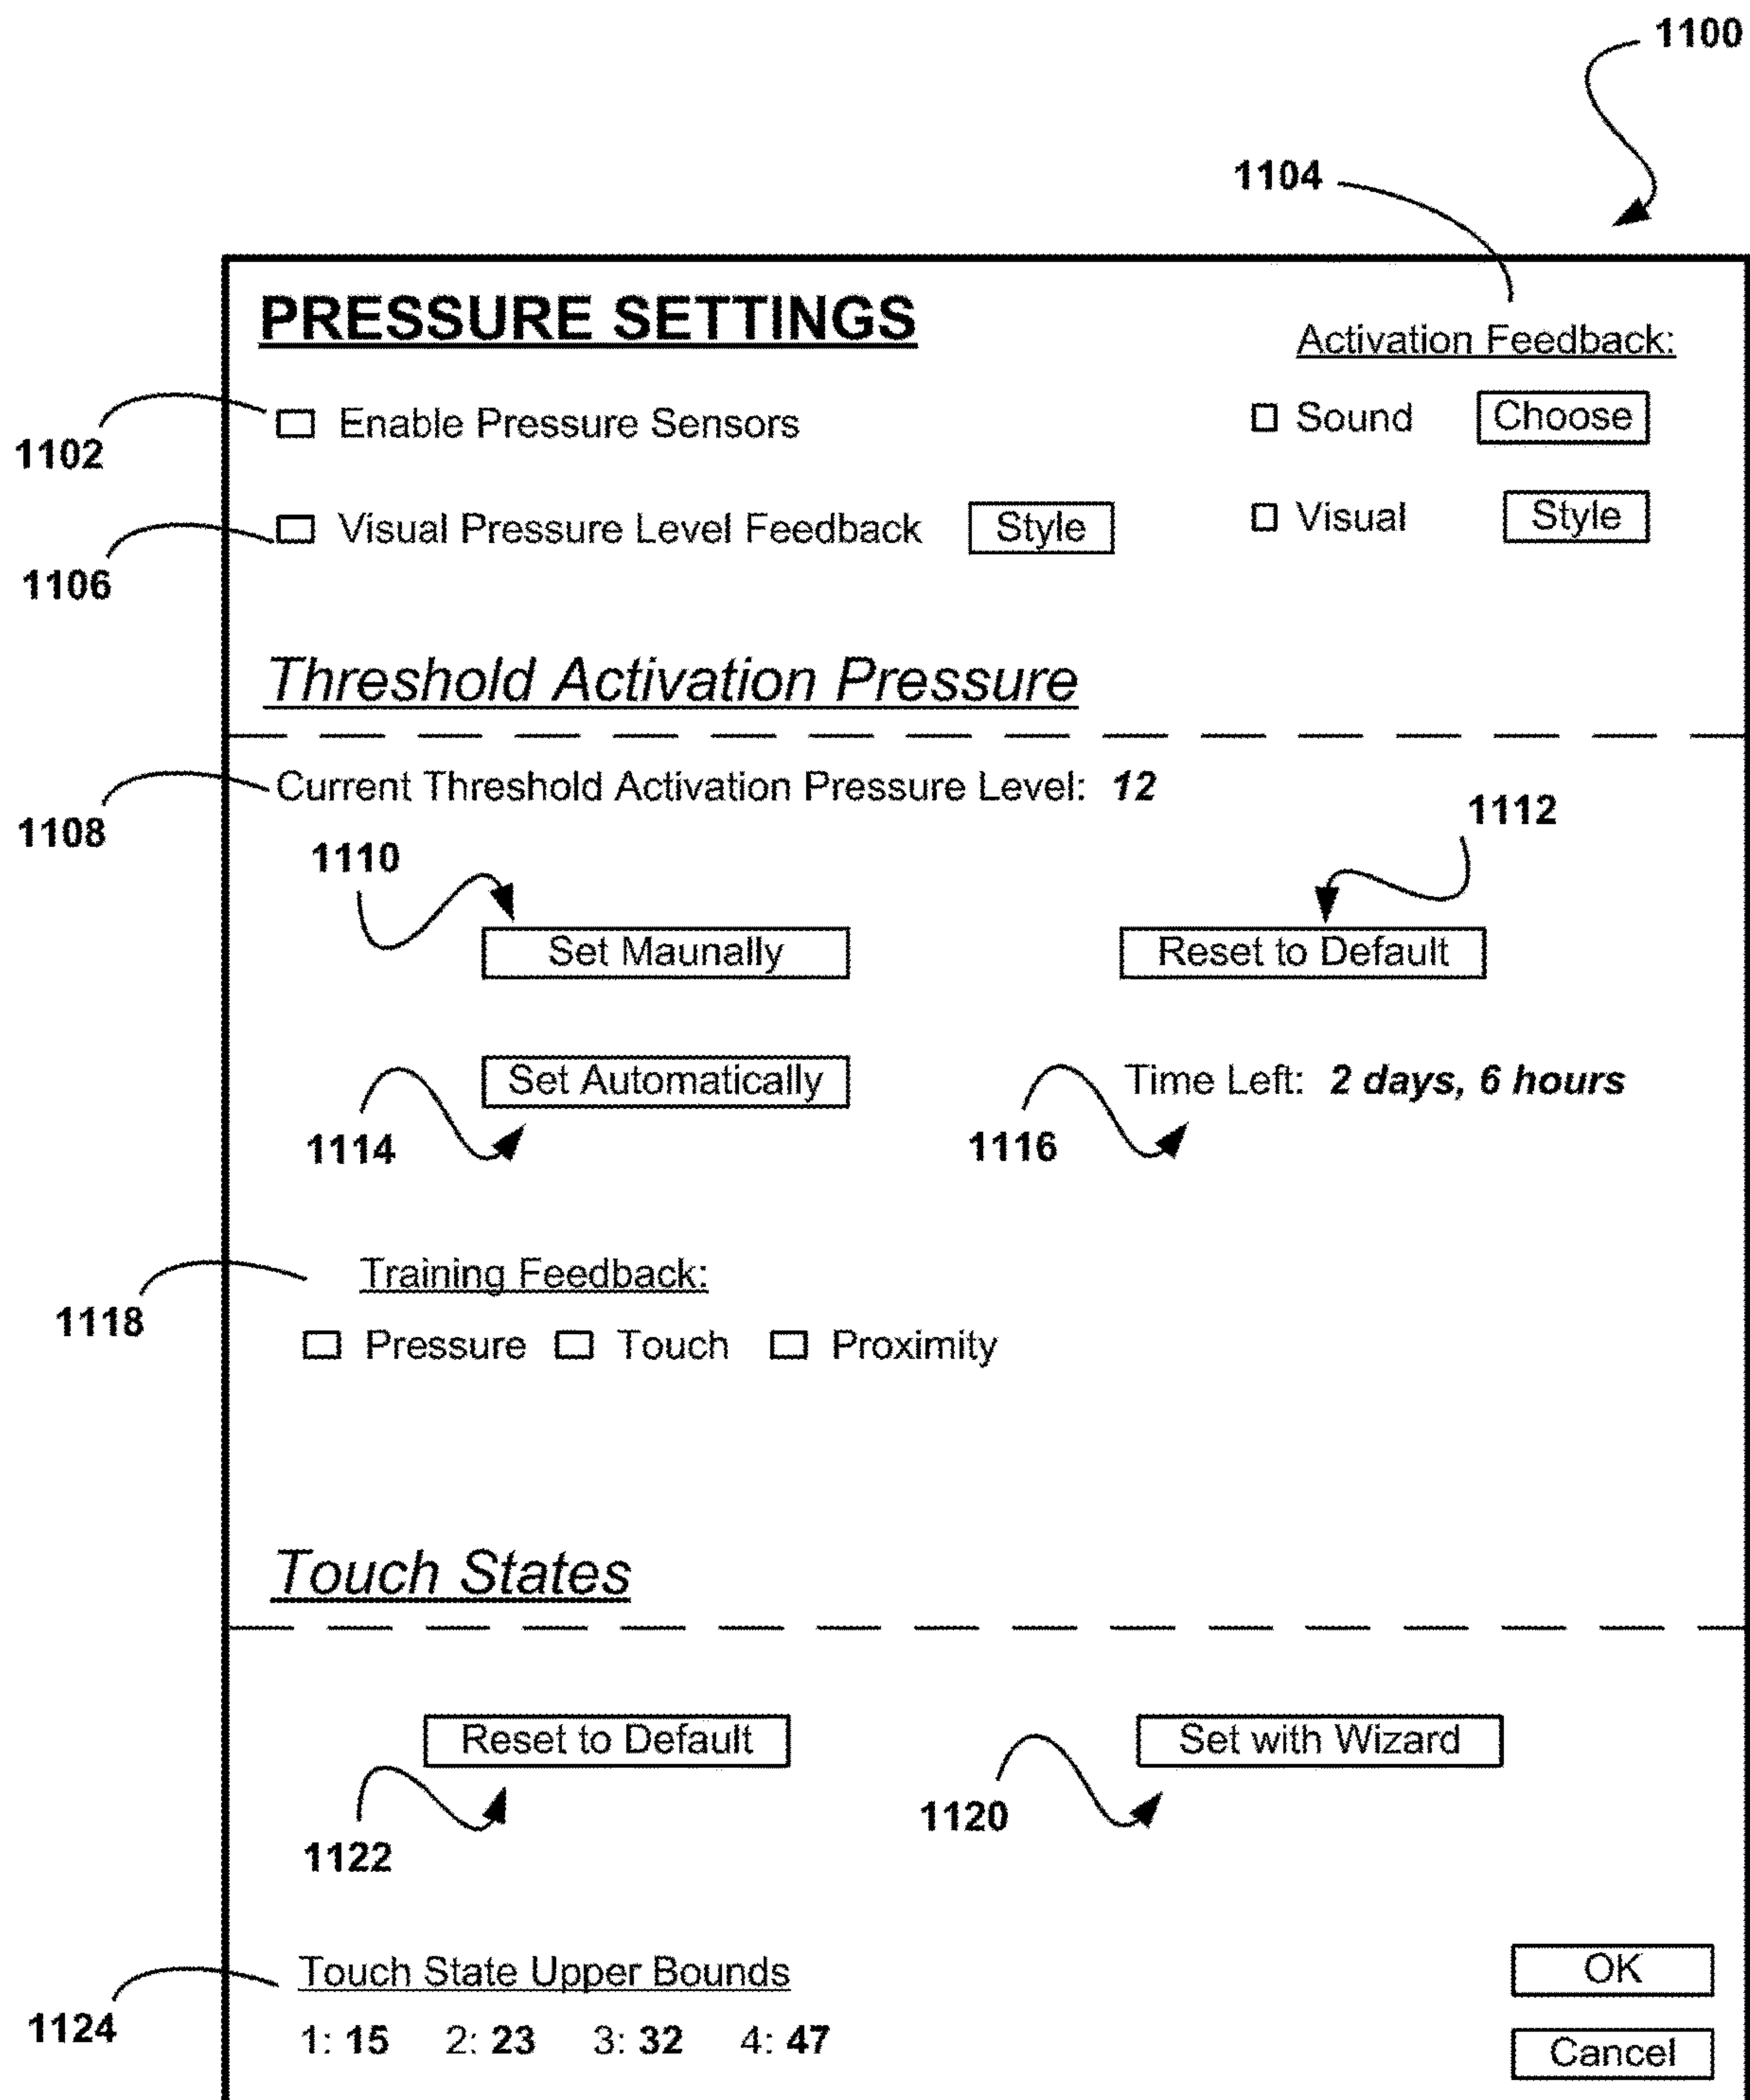 1100
1104
PRESSURE SETTINGS
Activation Feedback:
1102
Enable Pressure Sensors
Sound Choose
1106
Visual Pressure Level Feedback Style
Visual Style
Threshold Activation Pressure
1108
Current Threshold Activation Pressure Level: 12
1110
1112
Set Maunally
Reset to Default
Set Automatically
Time Left: 2 days, 6 hours
1114
1116
1118
Training Feedback:
Pressure Touch Proximity
Touch States
Reset to Default
Set with Wizard
1122
1120
1124
Touch State Upper Bounds
OK
1: 15 2: 23 3: 32 4: 47
Cancel